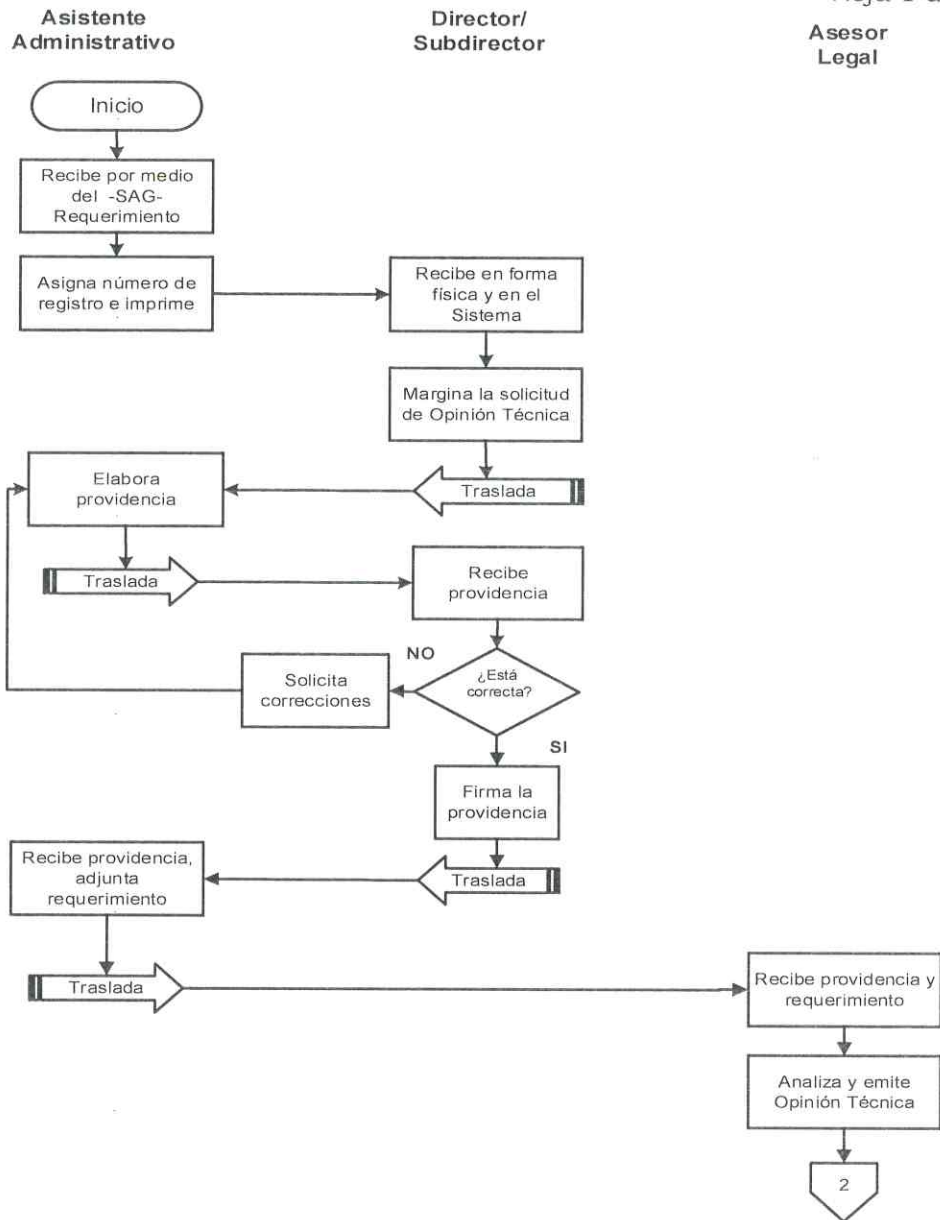 Asistente
Administrativo
Director/
Subdirector
Asesor
Legal
Inicio
Recibe por medio
del -SAG-
Requerimiento
Asigna número de
registro e imprime
Recibe en forma
física y en el
Sistema
Margina la solicitud
de Opinión Técnica
Traslada
Elabora
providencia
Traslada
Recibe
providencia
¿Está
correcta?
NO
Solicita
correcciones
SI
Firma la
providencia
Traslada
Recibe providencia,
adjunta
requerimiento
Traslada
Recibe providencia y
requerimiento
Analiza y emite
Opinión Técnica
2